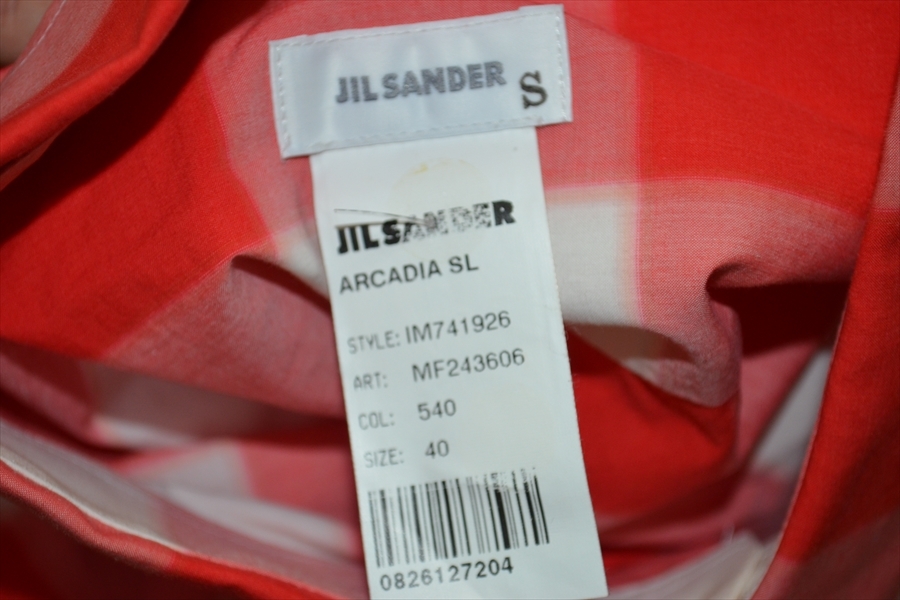 JIL SANDER
S
JIL SANDER
ARCADIA SL
STYLE: IM741926
ART: MF243606
COL: 540
SIZE: 40
0826127204